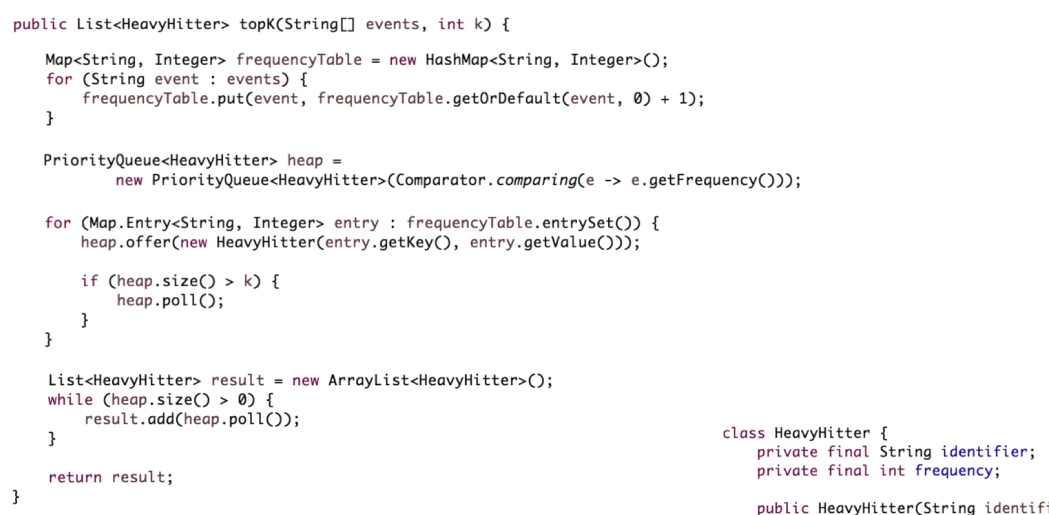 public List<HeavyHitter> topK(String[] events, int k) {
Map<String, Integer> frequencyTable = new HashMap<String, Integer>();
for (String event : events) {
frequencyTable.put(event, frequencyTable.getOrDefault(event, 0) + 1);
}
PriorityQueue<HeavyHitter> heap =
new PriorityQueue<HeavyHitter>(Comparator.comparing(e -> e.getFrequency()));
for (Map.Entry<String, Integer> entry : frequencyTable.entrySet()) {
heap.offer(new HeavyHitter(entry.getKey(), entry.getValue()));
if (heap.size() > k) {
heap.poll();
}
}
List<HeavyHitter> result = new ArrayList<HeavyHitter>();
while (heap.size() > 0) {
result.add(heap.poll());
}
return result;
}
class HeavyHitter {
private final String identifier;
private final int frequency;
public HeavyHitter(String